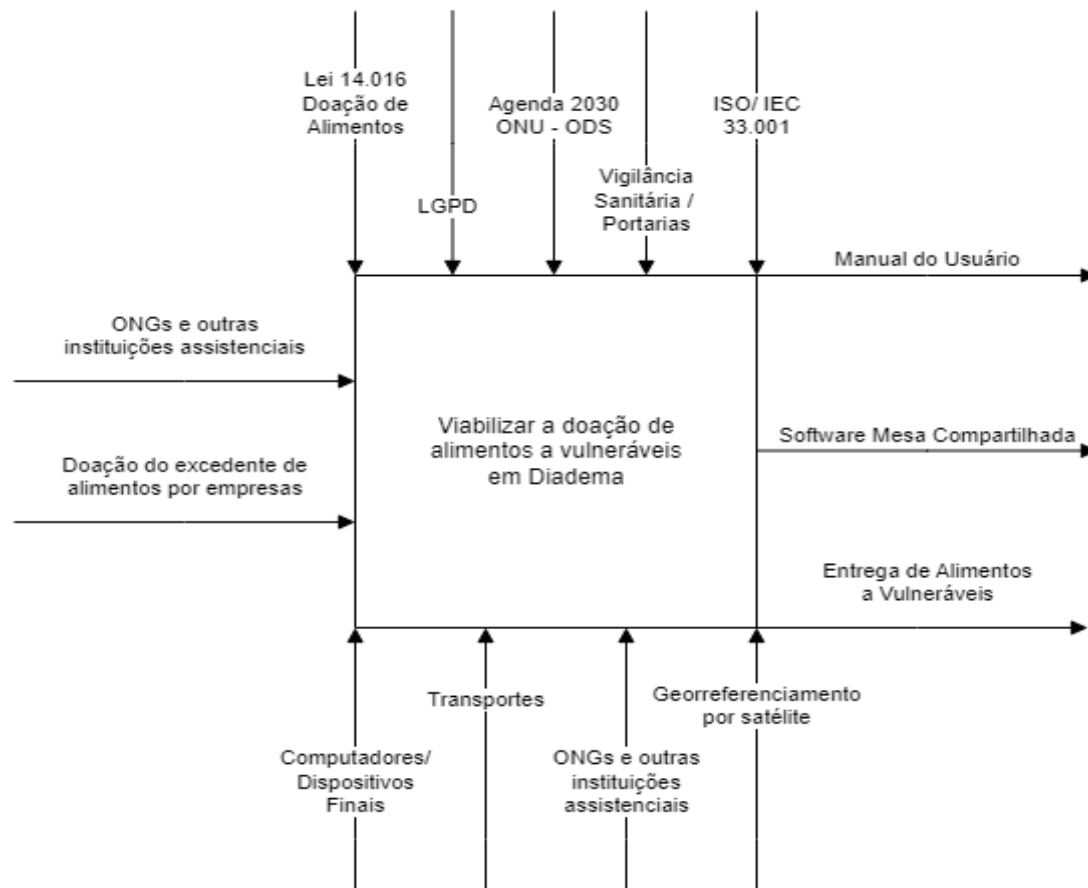 Lei 14.016
Doação de
Alimentos
LGPD
Agenda 2030
ONU - ODS
Vigilância
Sanitária /
Portarias
ISO/ IEC
33.001
ONGs e outras
instituições assistenciais
Doação do excedente de
alimentos por empresas
Viabilizar a doação de
alimentos a vulneráveis
em Diadema
Manual do Usuário
Software Mesa Compartilhada
Entrega de Alimentos
a Vulneráveis
Computadores/
Dispositivos
Finais
Transportes
ONGs e outras
instituições
assistenciais
Georreferenciamento
por satélite